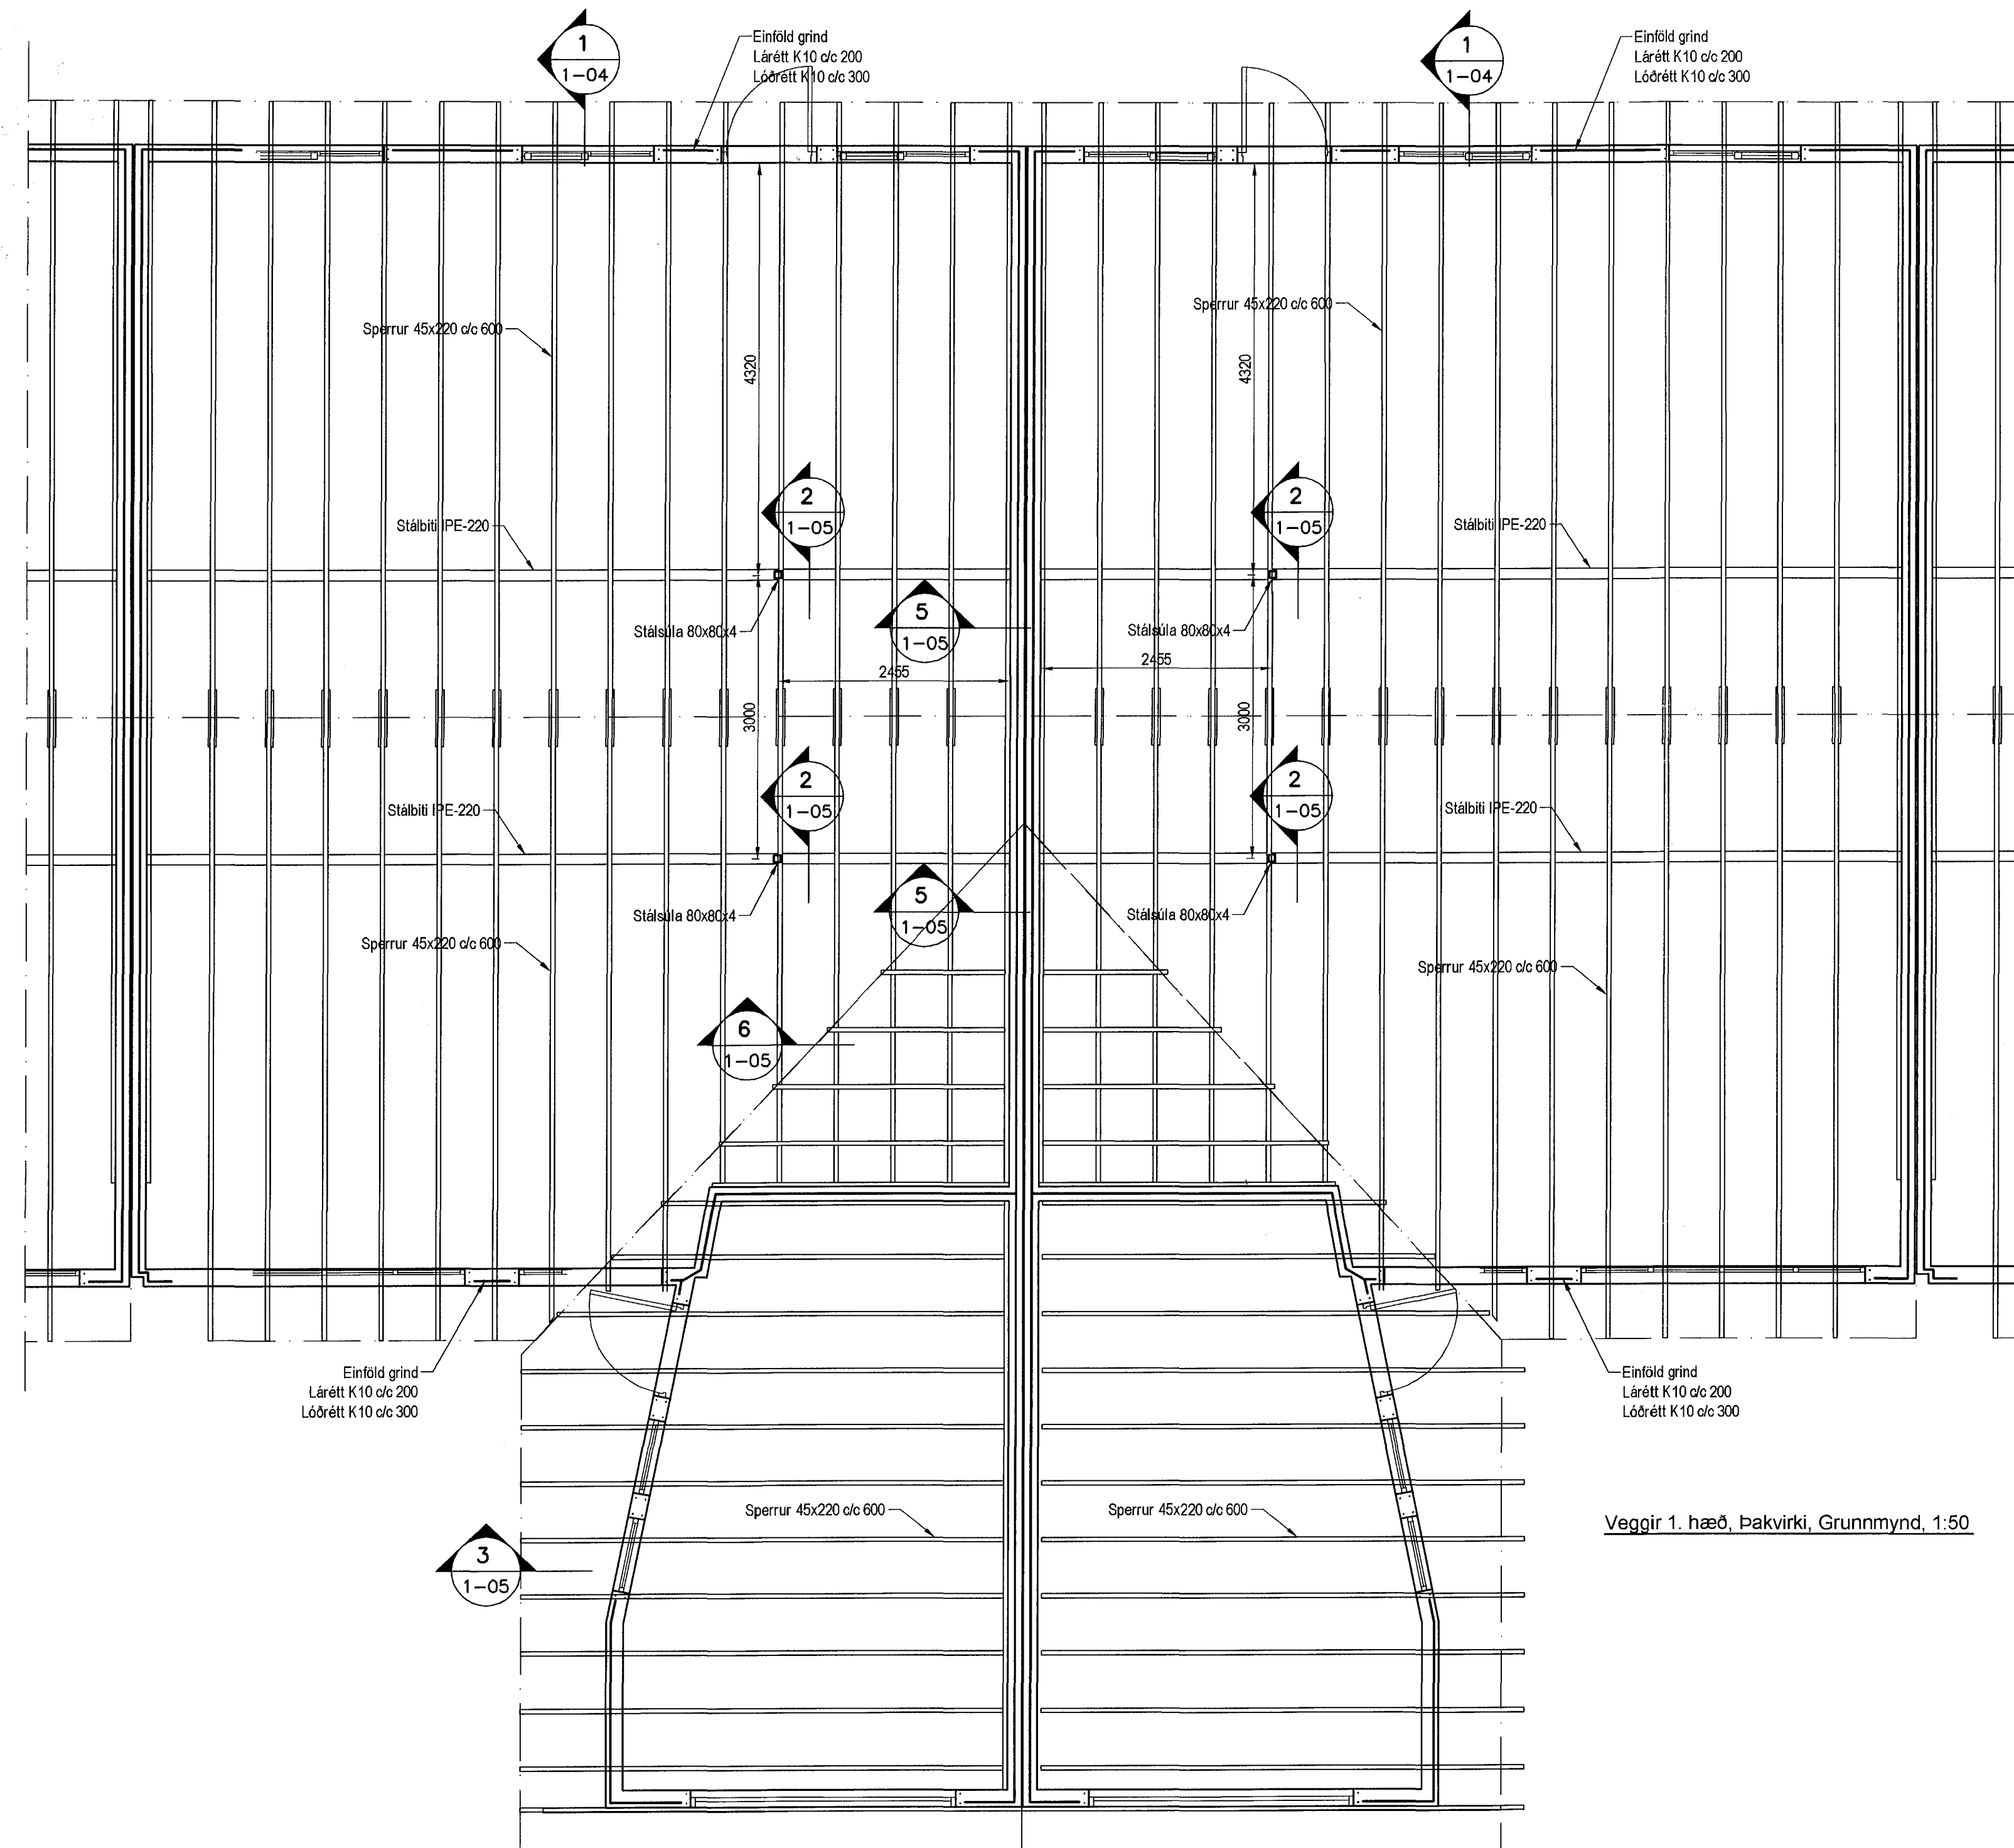 1
1-04
Einföld grind
Lárétt K10 c/c 200
Lóðrétt K10 c/c 300
1
1-04
Einföld grind
Lárétt K10 c/c 200
Lóðrétt K10 c/c 300
Sperrur 45x220 c/c 600
Sperrur 45x220 c/c 600
4320
4320
2
1-05
2
1-05
Stálbiti IPE-220
Stálbiti IPE-220
5
1-05
Stálsúla 80x80x4
Stálsúla 80x80x4
2455
2455
3000
3000
2
1-05
2
1-05
Stálbiti IPE-220
Stálbiti IPE-220
5
1-05
Stálsúla 80x80x4
Stálsúla 80x80x4
Sperrur 45x220 c/c 600
Sperrur 45x220 c/c 600
6
1-05
Einföld grind
Lárétt K10 c/c 200
Lóðrétt K10 c/c 300
Einföld grind
Lárétt K10 c/c 200
Lóðrétt K10 c/c 300
Sperrur 45x220 c/c 600
Sperrur 45x220 c/c 600
Veggir 1. hæð, Þakvirki, Grunnmynd, 1:50
3
1-05